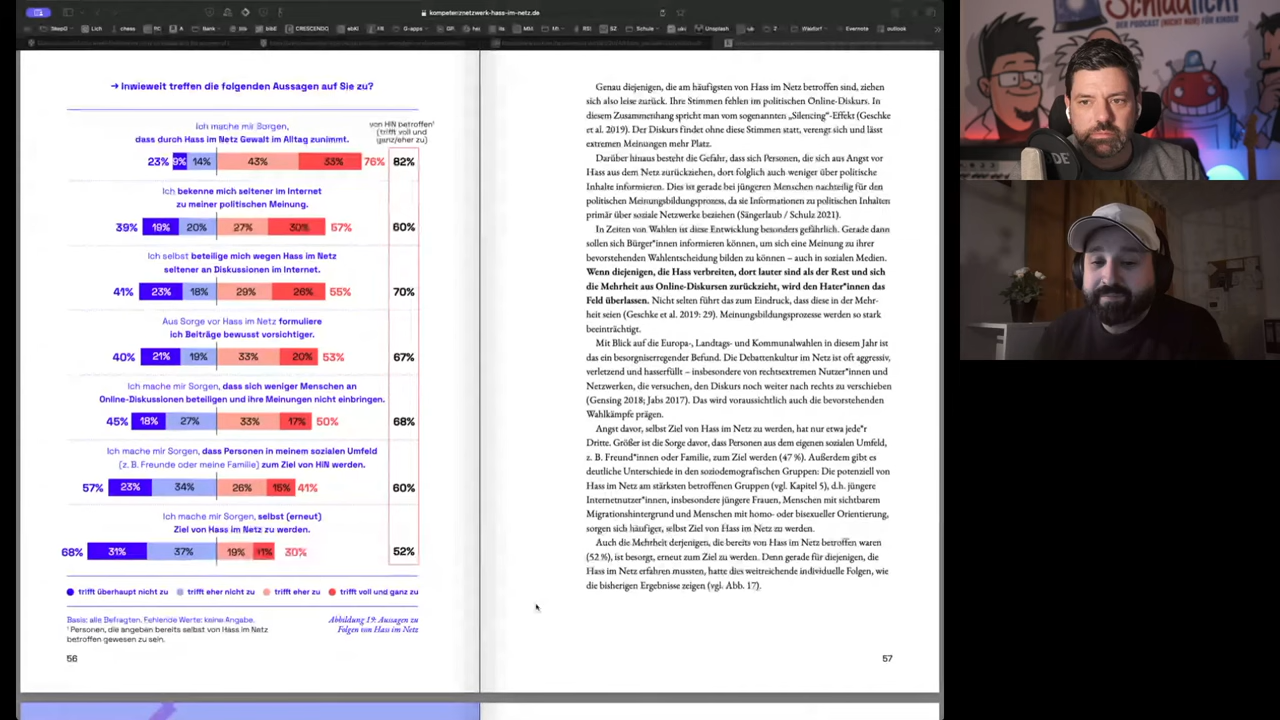 kompetenznetzwerk-hass-im-netz.de
→ Inwieweit treffen die folgenden Aussagen auf Sie zu?
von HiN betroffen¹
(trifft voll und
ganz/eher zu)
Ich mache mir Sorgen,
dass durch Hass im Netz Gewalt im Alltag zunimmt.
23% 9% 14% 43% 33% 76% 82%
Ich bekenne mich seltener im Internet
zu meiner politischen Meinung.
39% 19% 20% 27% 30% 57% 60%
Ich selbst beteilige mich wegen Hass im Netz
seltener an Diskussionen im Internet.
41% 23% 18% 29% 26% 55% 70%
Aus Sorge vor Hass im Netz formuliere
ich Beiträge bewusst vorsichtiger.
40% 21% 19% 33% 20% 53% 67%
Ich mache mir Sorgen, dass sich weniger Menschen an
Online-Diskussionen beteiligen und ihre Meinungen nicht einbringen.
45% 18% 27% 33% 17% 50% 68%
Ich mache mir Sorgen, dass Personen in meinem sozialen Umfeld
(z. B. Freunde oder meine Familie) zum Ziel von HiN werden.
57% 23% 34% 26% 15% 41% 60%
Ich mache mir Sorgen, selbst (erneut)
Ziel von Hass im Netz zu werden.
68% 31% 37% 19% 11% 30% 52%
trifft überhaupt nicht zu trifft eher nicht zu trifft eher zu trifft voll und ganz zu
Basis: alle Befragten. Fehlende Werte: keine Angabe.
¹ Personen, die angeben bereits selbst von Hass im Netz
betroffen gewesen zu sein.
Abbildung 19: Aussagen zu
Folgen von Hass im Netz
56
Genau diejenigen, die am häufigsten von Hass im Netz betroffen sind, ziehen
sich also leise zurück. Ihre Stimmen fehlen im politischen Online-Diskurs. In
diesem Zusammenhang spricht man vom sogenannten „Silencing“-Effekt (Geschke
et al. 2019). Der Diskurs findet ohne diese Stimmen statt, verengt sich und lässt
extremen Meinungen mehr Platz.
Darüber hinaus besteht die Gefahr, dass sich Personen, die sich aus Angst vor
Hass aus dem Netz zurückziehen, dort folglich auch weniger über politische
Inhalte informieren. Dies ist gerade bei jüngeren Menschen nachteilig für den
politischen Meinungsbildungsprozess, da sie Informationen zu politischen Inhalten
primär über soziale Netzwerke beziehen (Sängerlaub / Schulz 2021).
In Zeiten von Wahlen ist diese Entwicklung besonders gefährlich. Gerade dann
sollen sich Bürger*innen informieren können, um sich eine Meinung zu ihrer
bevorstehenden Wahlentscheidung bilden zu können – auch in sozialen Medien.
Wenn diejenigen, die Hass verbreiten, dort lauter sind als der Rest und sich
die Mehrheit aus Online-Diskursen zurückzieht, wird den Hater*innen das
Feld überlassen. Nicht selten führt das zum Eindruck, dass diese in der Mehr-
heit seien (Geschke et al. 2019: 29). Meinungsbildungsprozesse werden so stark
beeinträchtigt.
Mit Blick auf die Europa-, Landtags- und Kommunalwahlen in diesem Jahr ist
das ein besorgniserregender Befund. Die Debattenkultur im Netz ist oft aggressiv,
verletzend und hasserfüllt – insbesondere von rechtsextremen Nutzer*innen und
Netzwerken, die versuchen, den Diskurs noch weiter nach rechts zu verschieben
(Gensing 2018; Jabs 2017). Das wird voraussichtlich auch die bevorstehenden
Wahlkämpfe prägen.
Angst davor, selbst Ziel von Hass im Netz zu werden, hat nur etwa jede*r
Dritte. Größer ist die Sorge davor, dass Personen aus dem eigenen sozialen Umfeld,
z. B. Freund*innen oder Familie, zum Ziel werden (47 %). Außerdem gibt es
deutliche Unterschiede in den soziodemografischen Gruppen: Die potenziell von
Hass im Netz am stärksten betroffenen Gruppen (vgl. Kapitel 5), d.h. jüngere
Internetnutzer*innen, insbesondere jüngere Frauen, Menschen mit sichtbarem
Migrationshintergrund und Menschen mit homo- oder bisexueller Orientierung,
sorgen sich häufiger, selbst Ziel von Hass im Netz zu werden.
Auch die Mehrheit derjenigen, die bereits von Hass im Netz betroffen waren
(52 %), ist besorgt, erneut zum Ziel zu werden. Denn gerade für diejenigen, die
Hass im Netz erfahren mussten, hatte dies weitreichende individuelle Folgen, wie
die bisherigen Ergebnisse zeigen (vgl. Abb. 17).
57
DER PODCAST (NICHT NUR) FÜR KINDER
DE